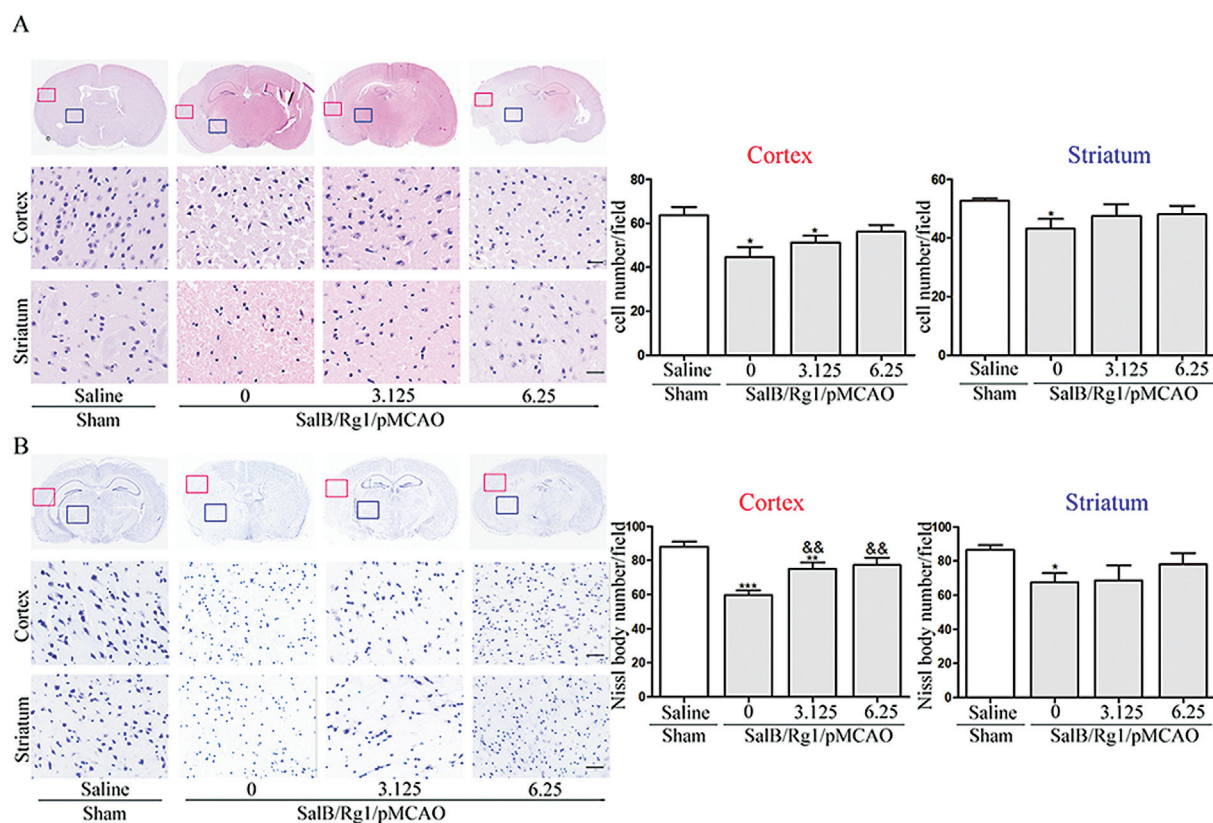 A
Cortex
Striatum
Saline
0
3.125
6.25
Sham
SalB/Rg1/pMCAO
Cortex
cell number/field
80
60
40
20
0
*
*
Saline
0
3.125
6.25
Sham
SalB/Rg1/pMCAO
Striatum
cell number/field
60
40
20
0
*
Saline
0
3.125
6.25
Sham
SalB/Rg1/pMCAO
B
Cortex
Striatum
Saline
0
3.125
6.25
Sham
SalB/Rg1/pMCAO
Cortex
Nissl body number/field
100
80
60
40
20
0
***
&&
**
&&
Saline
0
3.125
6.25
Sham
SalB/Rg1/pMCAO
Striatum
Nissl body number/field
100
80
60
40
20
0
*
Saline
0
3.125
6.25
Sham
SalB/Rg1/pMCAO